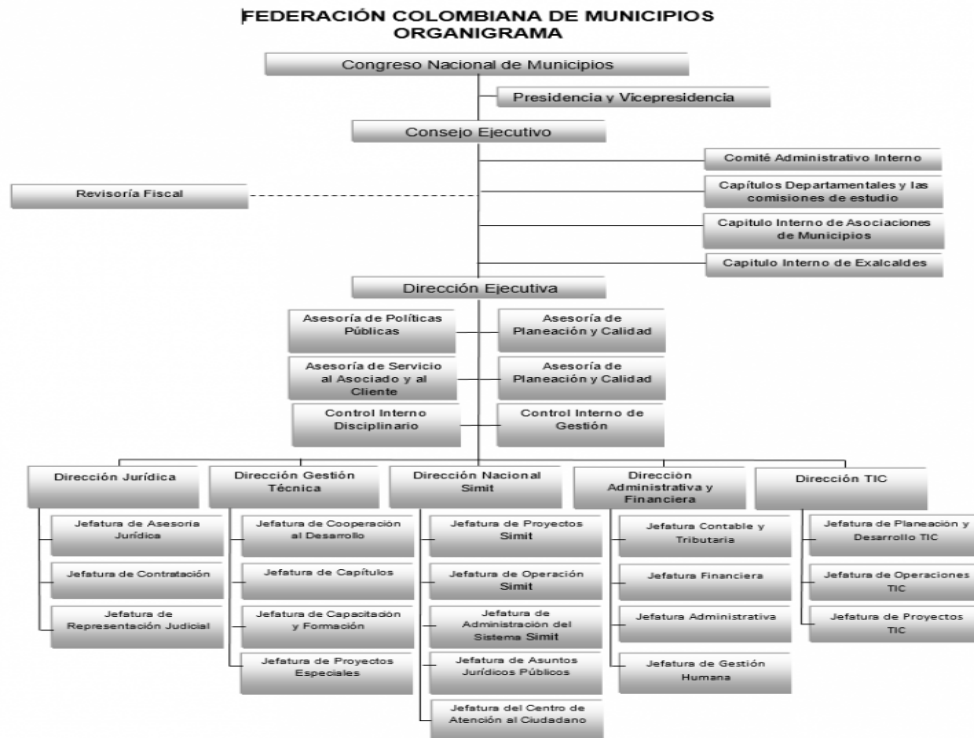 FEDERACIÓN COLOMBIANA DE MUNICIPIOS
ORGANIGRAMA
Congreso Nacional de Municipios
Presidencia y Vicepresidencia
Consejo Ejecutivo
Comité Administrativo Interno
Revisoría Fiscal
Capítulos Departamentales y las
comisiones de estudio
Capitulo Interno de Asociaciones
de Municipios
Capitulo Interno de Exalcaldes
Dirección Ejecutiva
Asesoría de Políticas
Públicas
Asesoría de
Planeación y Calidad
Asesoría de Servicio
al Asociado y al
Cliente
Asesoría de
Planeación y Calidad
Control Interno
Disciplinario
Control Interno de
Gestión
Dirección Jurídica
Dirección Gestión
Técnica
Dirección Nacional
Simit
Dirección
Administrativa y
Financiera
Dirección TIC
Jefatura de Asesoría
Jurídica
Jefatura de Contratación
Jefatura de
Representación Judicial
Jefatura de Cooperación
al Desarrollo
Jefatura de Capítulos
Jefatura de Capacitación
y Formación
Jefatura de Proyectos
Especiales
Jefatura de Proyectos
Simit
Jefatura de Operación
Simit
Jefatura de
Administración del
Sistema Simit
Jefatura de Asuntos
Jurídicos Públicos
Jefatura del Centro de
Atención al Ciudadano
Jefatura Contable y
Tributaria
Jefatura Financiera
Jefatura Administrativa
Jefatura de Gestión
Humana
Jefatura de Planeación y
Desarrollo TIC
Jefatura de Operaciones
TIC
Jefatura de Proyectos
TIC